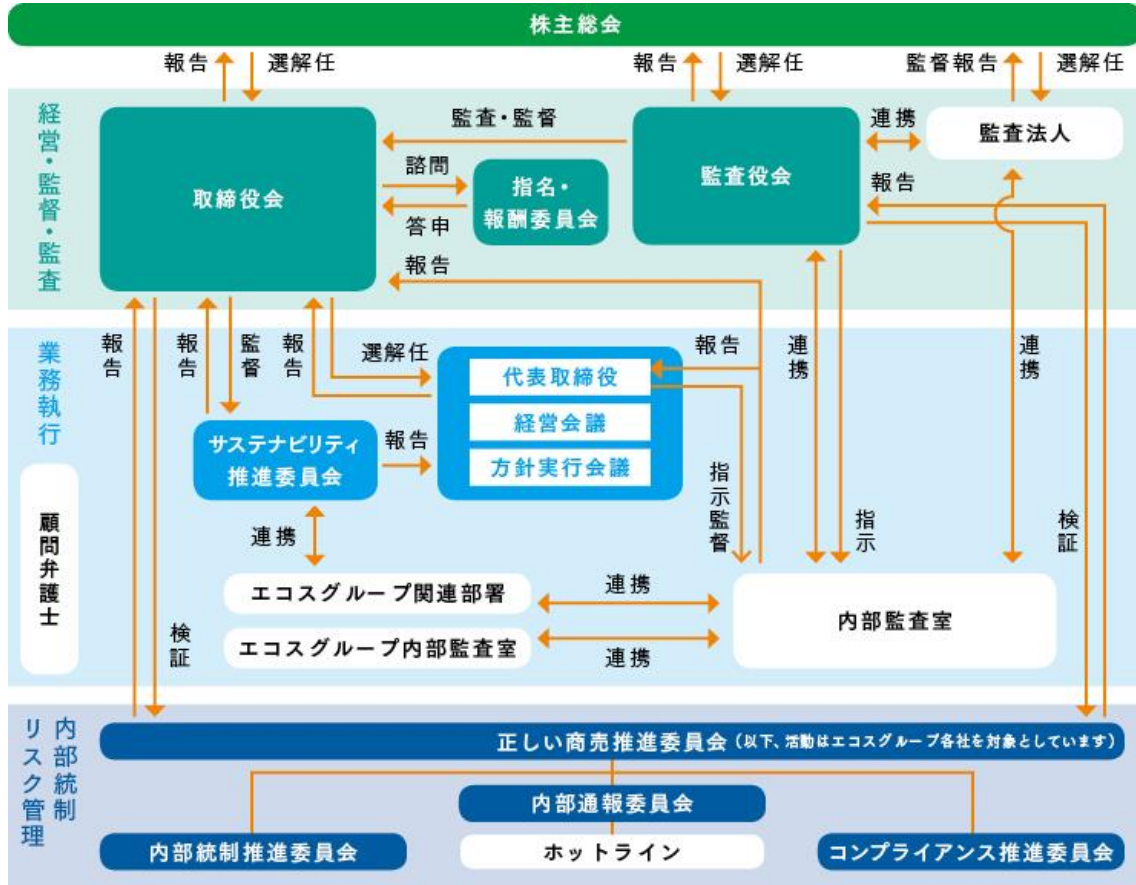 株主総会
報告
選解任
報告
選解任
監督報告
選解任
経営・監督・監査
取締役会
監査・監督
諮問
答申
指名・
報酬委員会
監査役会
連携
監査法人
報告
報告
業務執行
報告
報告
監督
報告
選解任
代表取締役
経営会議
方針実行会議
報告
連携
連携
サステナビリティ
推進委員会
報告
指示監督
指示
検証
顧問弁護士
連携
エコスグループ関連部署
連携
エコスグループ内部監査室
連携
内部監査室
検証
内部統制
リスク管理
正しい商売推進委員会(以下、活動はエコスグループ各社を対象としています)
内部通報委員会
内部統制推進委員会
ホットライン
コンプライアンス推進委員会